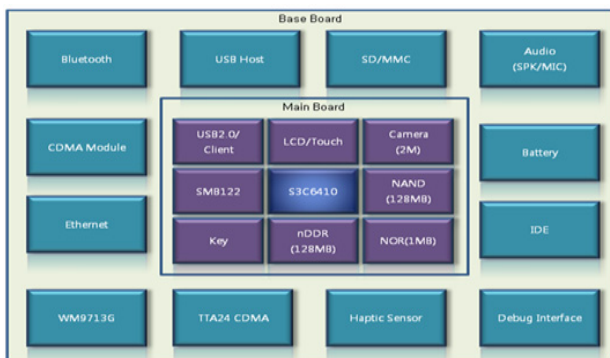 Base Board
Bluetooth
USB Host
SD/MMC
Audio
(SPK/MIC)
Main Board
CDMA Module
USB2.0/
Client
LCD/Touch
Camera
(2M)
Battery
SMB122
S3C6410
NAND
(128MB)
Ethernet
IDE
Key
nDDR
(128MB)
NOR(1MB)
WM9713G
TTA24 CDMA
Haptic Sensor
Debug Interface